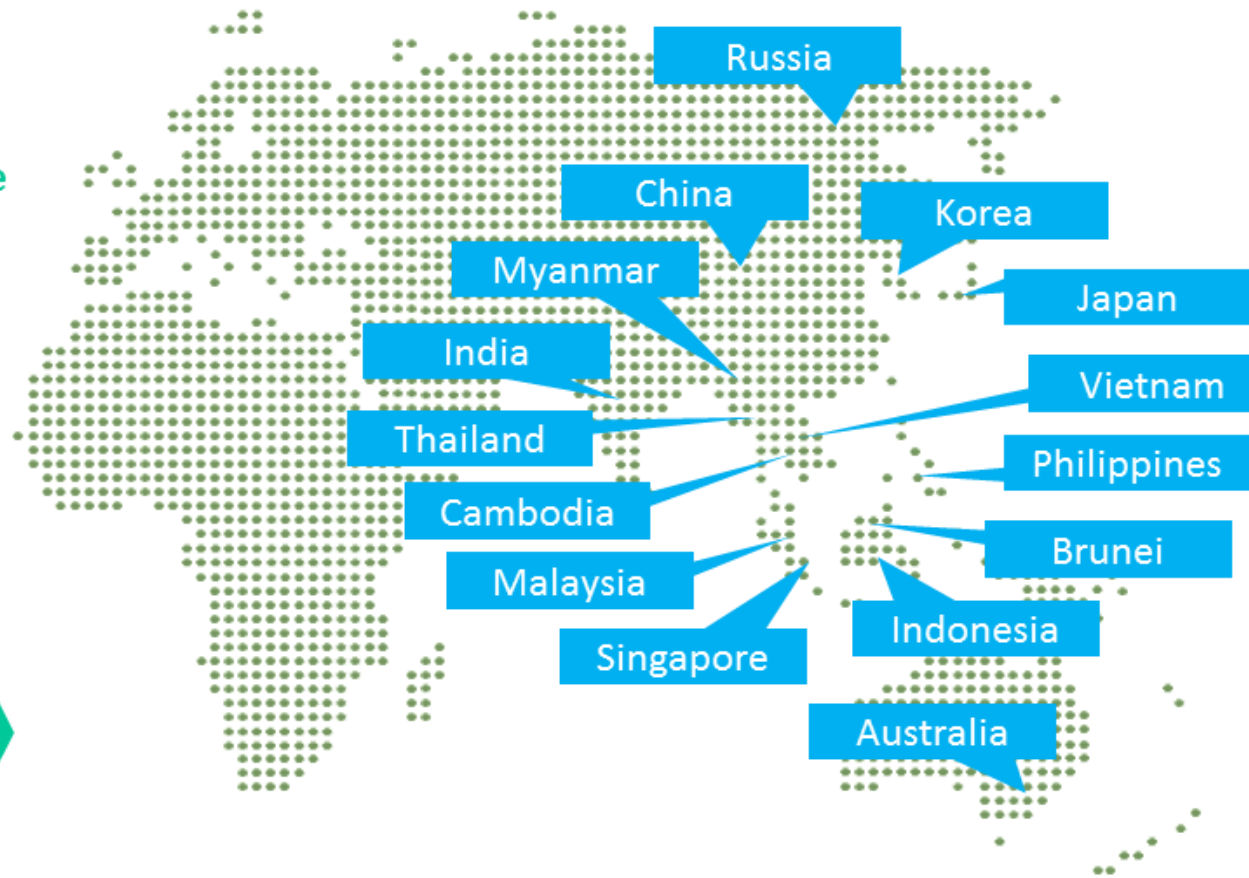 Russia
e
China
Korea
Myanmar
Japan
India
Vietnam
Thailand
Philippines
Cambodia
Brunei
Malaysia
Indonesia
Singapore
Australia